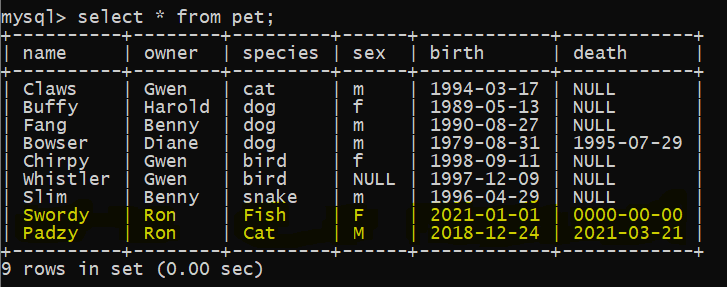 mysql> select * from pet;
+----------+--------+---------+------+------------+------------+
| name     | owner  | species | sex  | birth      | death      |
+----------+--------+---------+------+------------+------------+
| Claws    | Gwen   | cat     | m    | 1994-03-17 | NULL       |
| Buffy    | Harold | dog     | f    | 1989-05-13 | NULL       |
| Fang     | Benny  | dog     | m    | 1990-08-27 | NULL       |
| Bowser   | Diane  | dog     | m    | 1979-08-31 | 1995-07-29 |
| Chirpy   | Gwen   | bird    | f    | 1998-09-11 | NULL       |
| Whistler | Gwen   | bird    | NULL | 1997-12-09 | NULL       |
| Slim     | Benny  | snake   | m    | 1996-04-29 | NULL       |
| Swordy   | Ron    | Fish    | F    | 2021-01-01 | 0000-00-00 |
| Padzy    | Ron    | Cat     | M    | 2018-12-24 | 2021-03-21 |
+----------+--------+---------+------+------------+------------+
9 rows in set (0.00 sec)